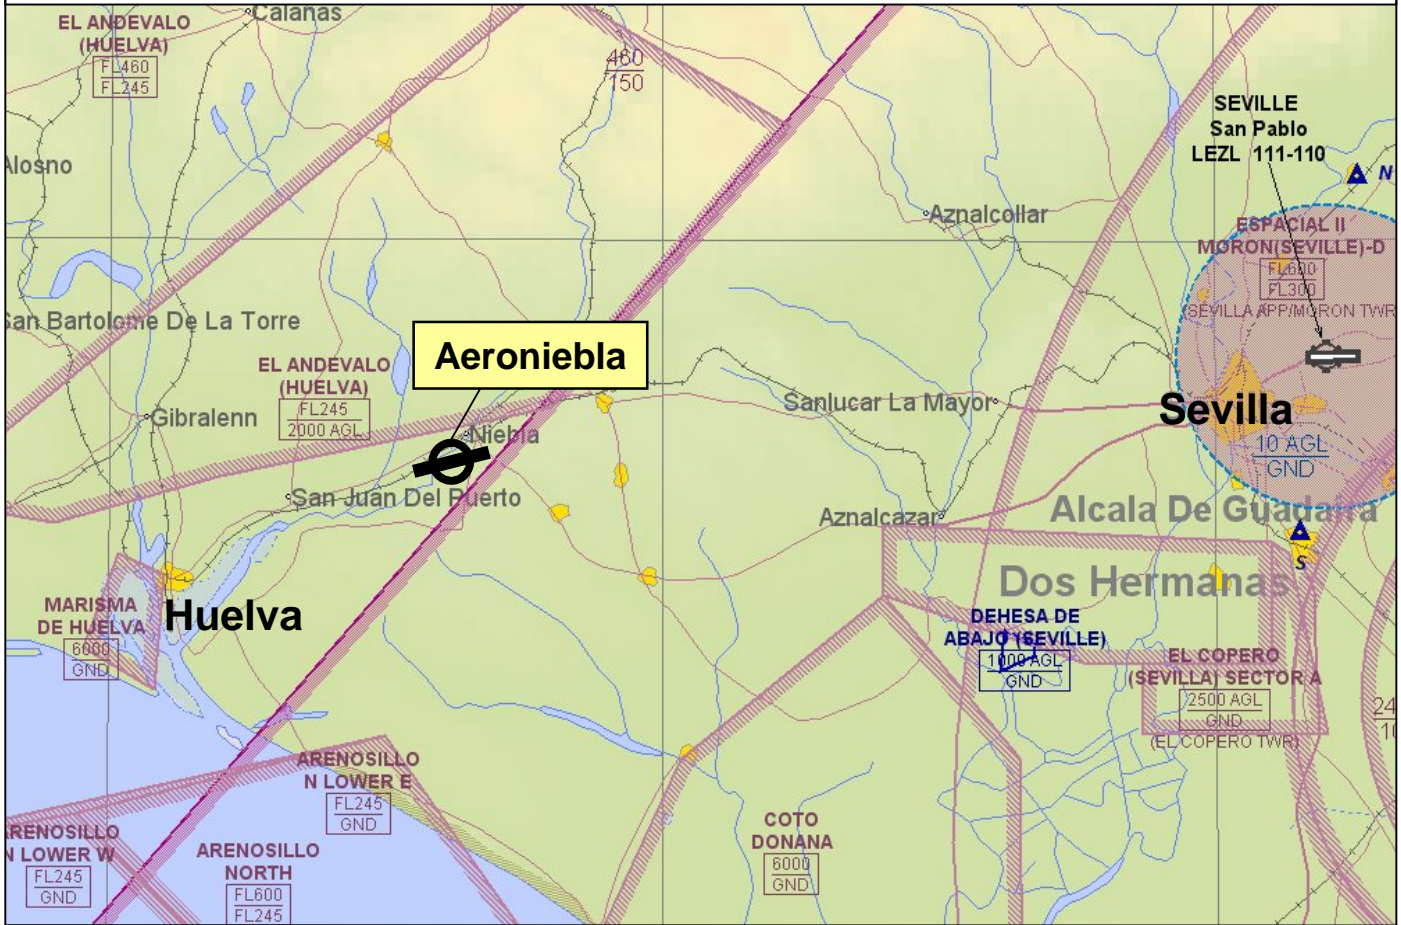 EL ANDEVALO
(HUELVA)
FL460
FL245
Calanas
460
150
SEVILLE
San Pablo
LEZL 111-110
N
Alosno
Aznalcollar
ESPACIAL II
MORON(SEVILLE)-D
FL600
FL300
(SEVILLA APP/MORON TWR
San Bartolome De La Torre
Aeroniebla
EL ANDEVALO
(HUELVA)
FL245
2000 AGL
Gibralenn
Niebla
Sanlucar La Mayor
Sevilla
10 AGL
GND
San Juan Del Puerto
Aznalcazar
Alcala De Guadaira
S
Dos Hermanas
MARISMA
DE HUELVA
6000
GND
Huelva
DEHESA DE
ABAJO (SEVILLE)
1000 AGL
GND
EL COPERO
(SEVILLA) SECTOR A
2500 AGL
GND
(EL COPERO TWR)
24
10
ARENOSILLO
N LOWER E
FL245
GND
ARENOSILLO
N LOWER W
FL245
GND
ARENOSILLO
NORTH
FL600
FL245
COTO
DONANA
6000
GND